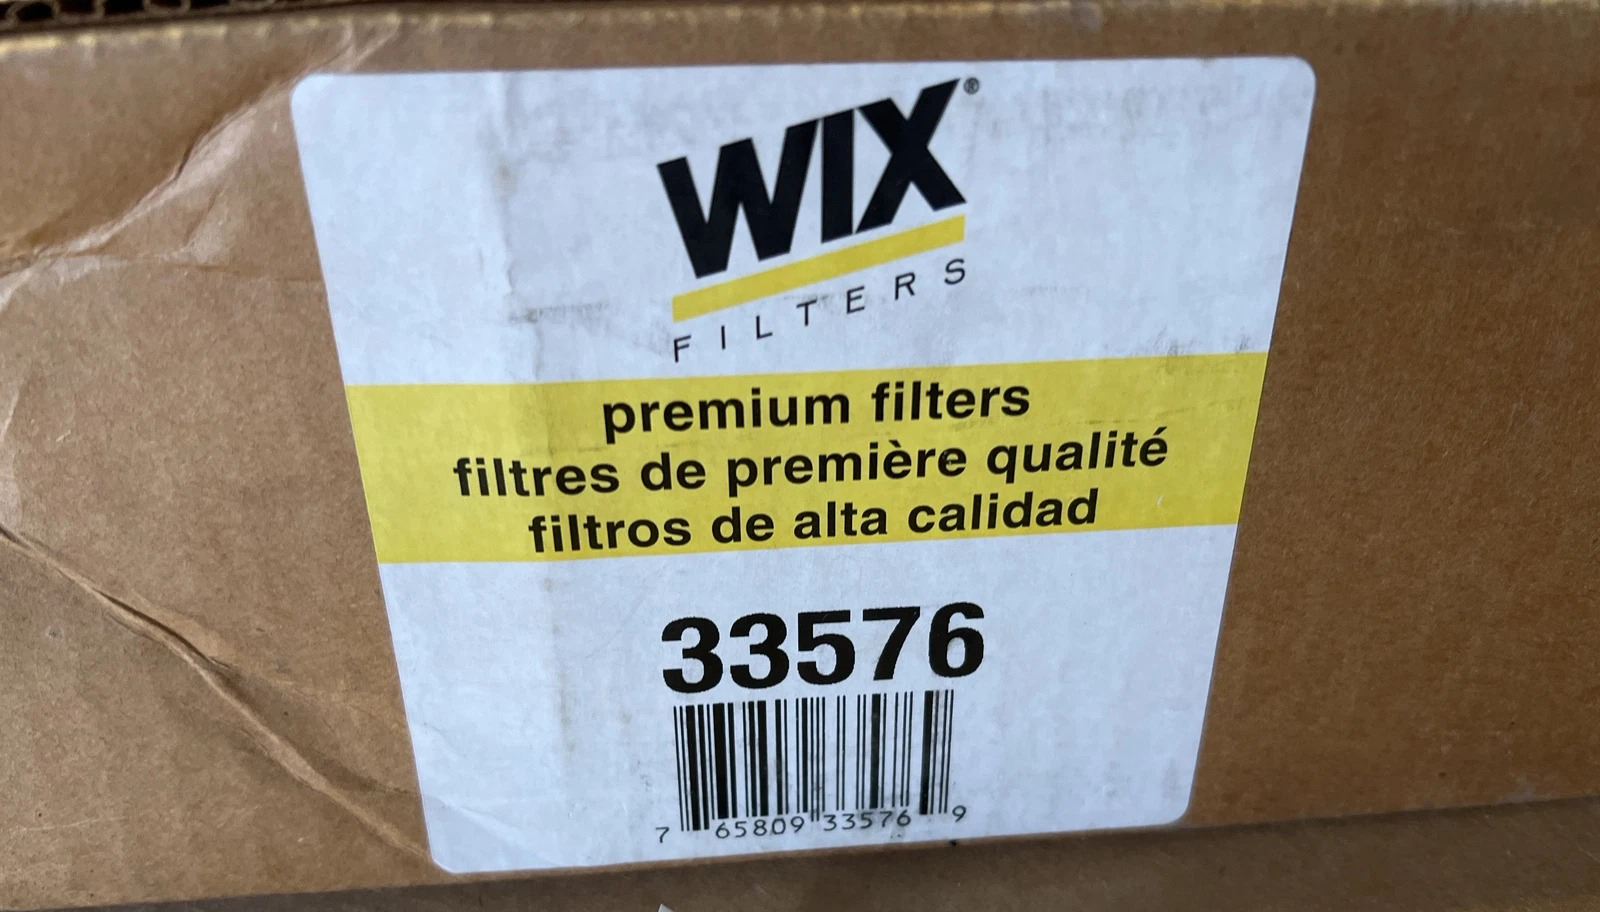 WIX®
FILTERS
premium filters
filtres de première qualité
filtros de alta calidad
33576
7 65809 33576 9